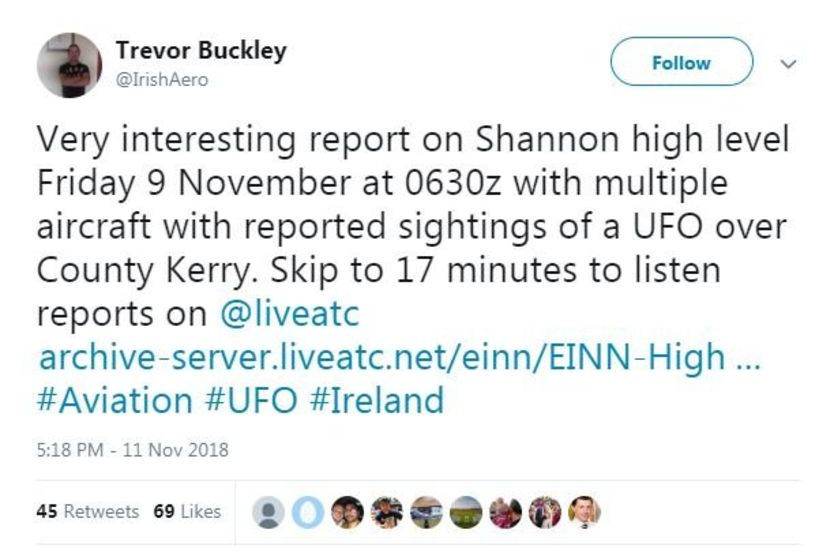 Trevor Buckley
@IrishAero
Follow
Very interesting report on Shannon high level
Friday 9 November at 0630z with multiple
aircraft with reported sightings of a UFO over
County Kerry. Skip to 17 minutes to listen
reports on @liveatc
archive-server.liveatc.net/einn/EINN-High ...
#Aviation #UFO #Ireland
5:18 PM - 11 Nov 2018
45 Retweets 69 Likes